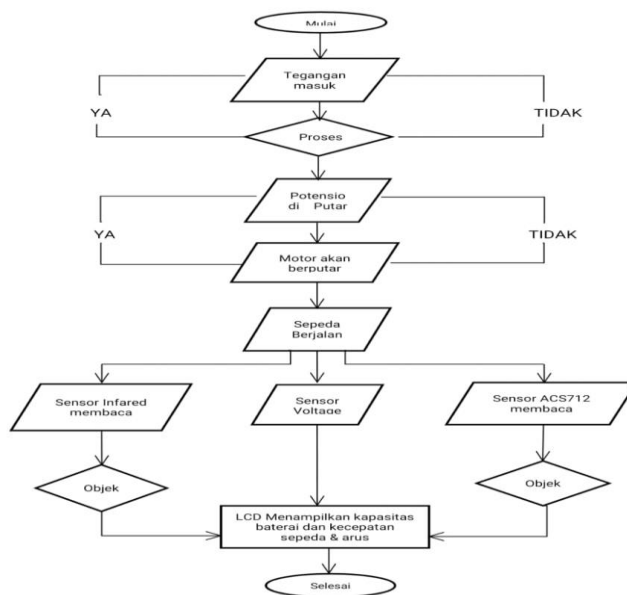 Mulai
Tegangan
masuk
YA
TIDAK
Proses
Potensio
di Putar
YA
TIDAK
Motor akan
berputar
Sepeda
Berjalan
Sensor Infared
membaca
Sensor
Voltage
Sensor ACS712
membaca
Objek
Objek
LCD Menampilkan kapasitas
baterai dan kecepatan
sepeda & arus
Selesai